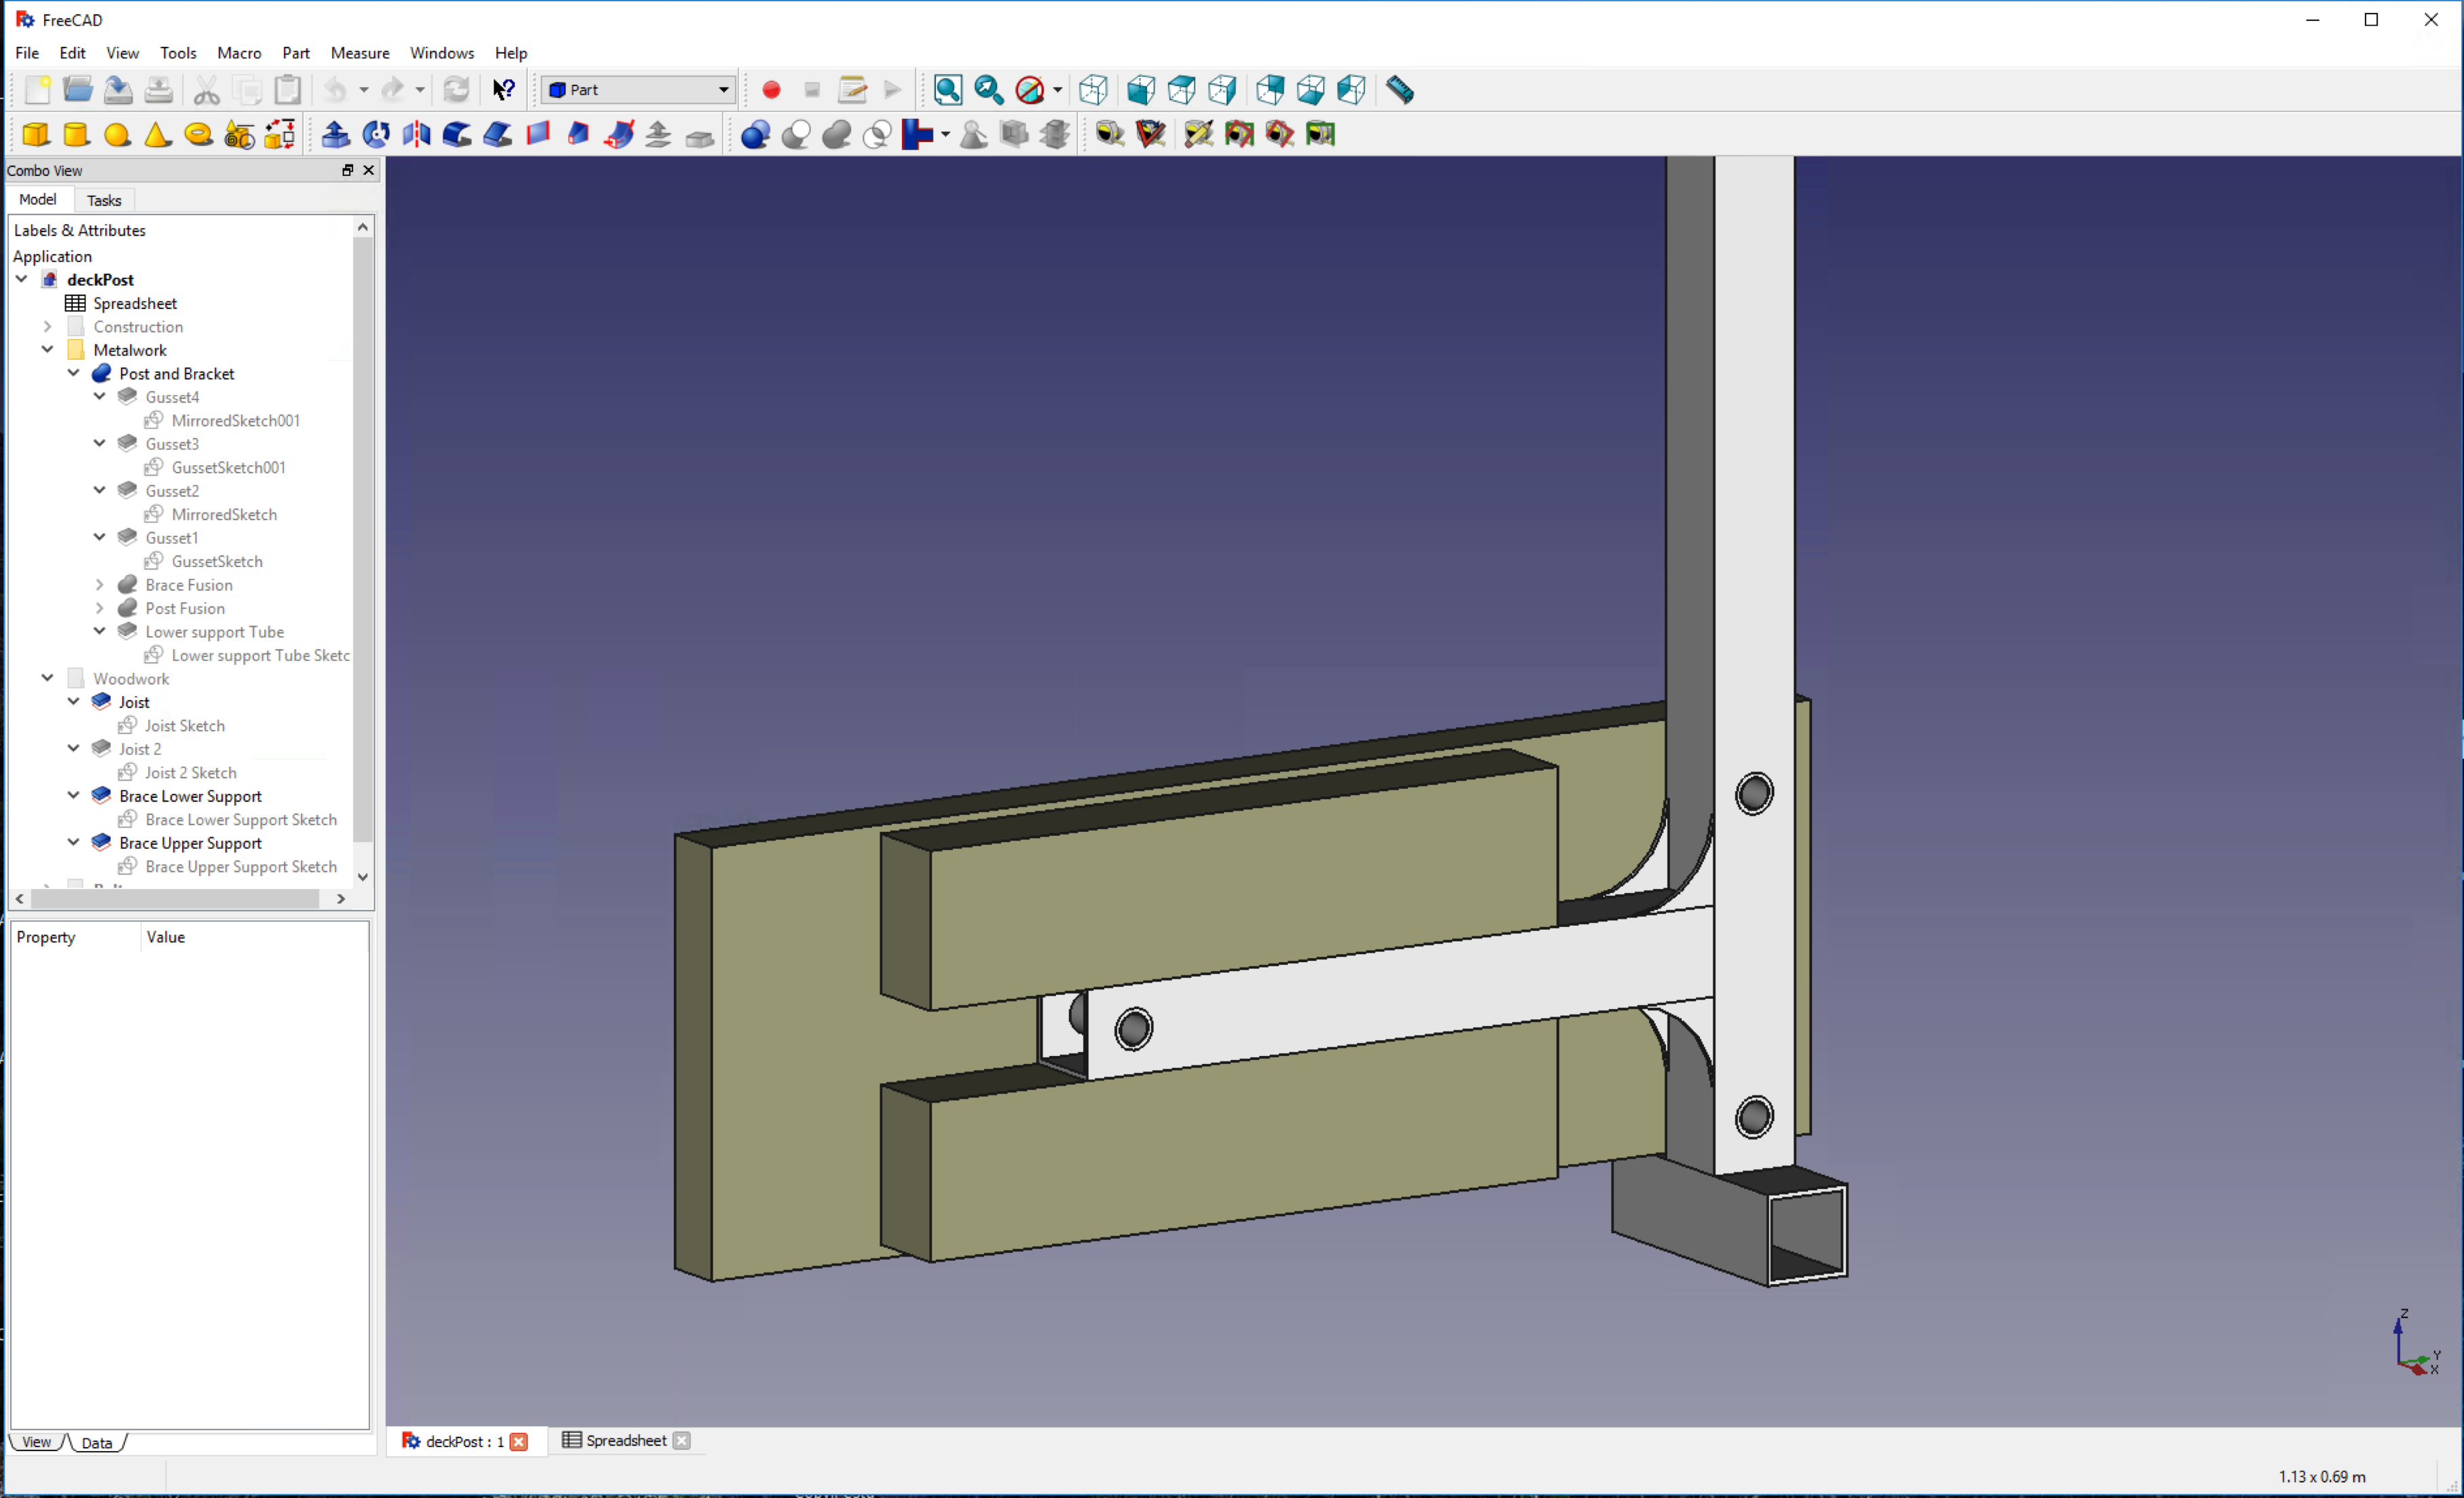 FreeCAD
File Edit View Tools Macro Part Measure Windows Help
Part
Combo View
Model Tasks
Labels & Attributes
Application
deckPost
Spreadsheet
Construction
Metalwork
Post and Bracket
Gusset4
MirroredSketch001
Gusset3
GussetSketch001
Gusset2
MirroredSketch
Gusset1
GussetSketch
Brace Fusion
Post Fusion
Lower support Tube
Lower support Tube Sketc
Woodwork
Joist
Joist Sketch
Joist 2
Joist 2 Sketch
Brace Lower Support
Brace Lower Support Sketch
Brace Upper Support
Brace Upper Support Sketch
Property Value
Z
Y
X
View Data
deckPost : 1 Spreadsheet
1.13 x 0.69 m